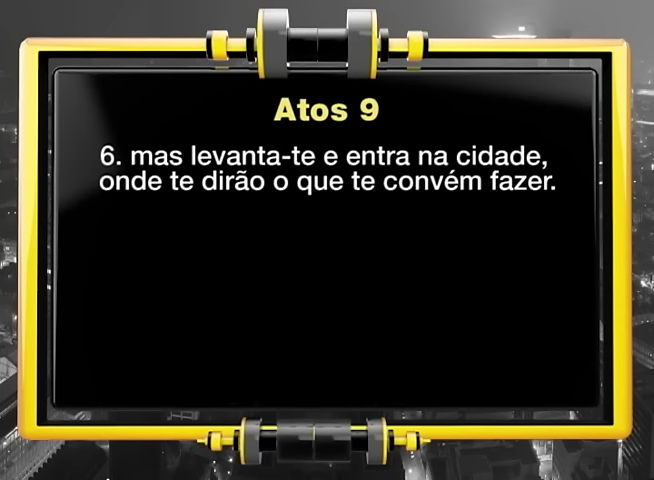 Atos 9
6. mas levanta-te e entra na cidade,
onde te dirão o que te convém fazer.